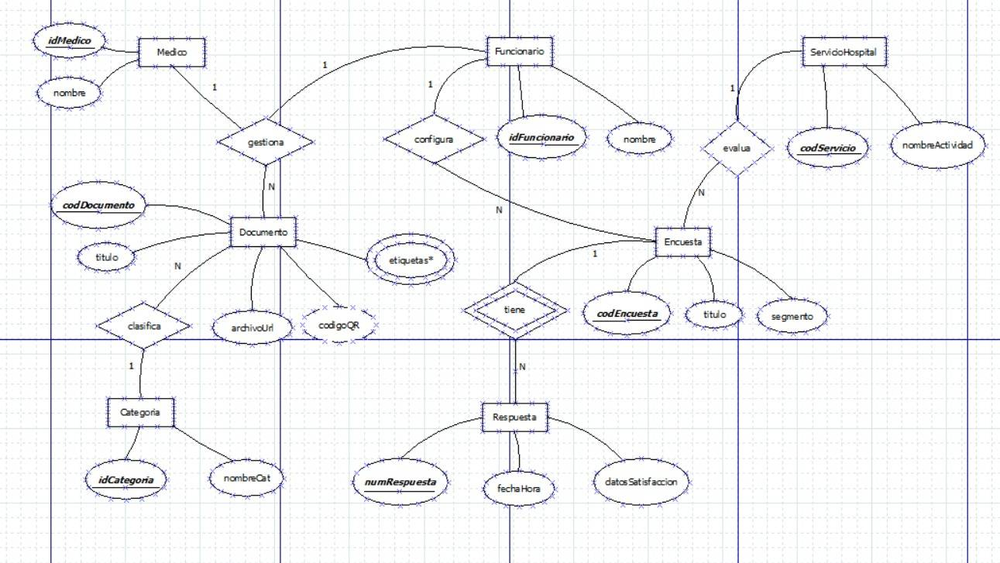 idMedico
Medico
nombre
1
1
Funcionario
1
ServicioHospital
1
gestiona
configura
idFuncionario
nombre
evalua
codServicio
nombreActividad
N
N
N
codDocumento
Documento
titulo
etiquetas*
Encuesta
N
1
clasifica
archivoUrl
codigoQR
tiene
codEncuesta
titulo
segmento
1
N
Categoria
Respuesta
idCategoria
nombreCat
numRespuesta
fechaHora
datosSatisfaccion